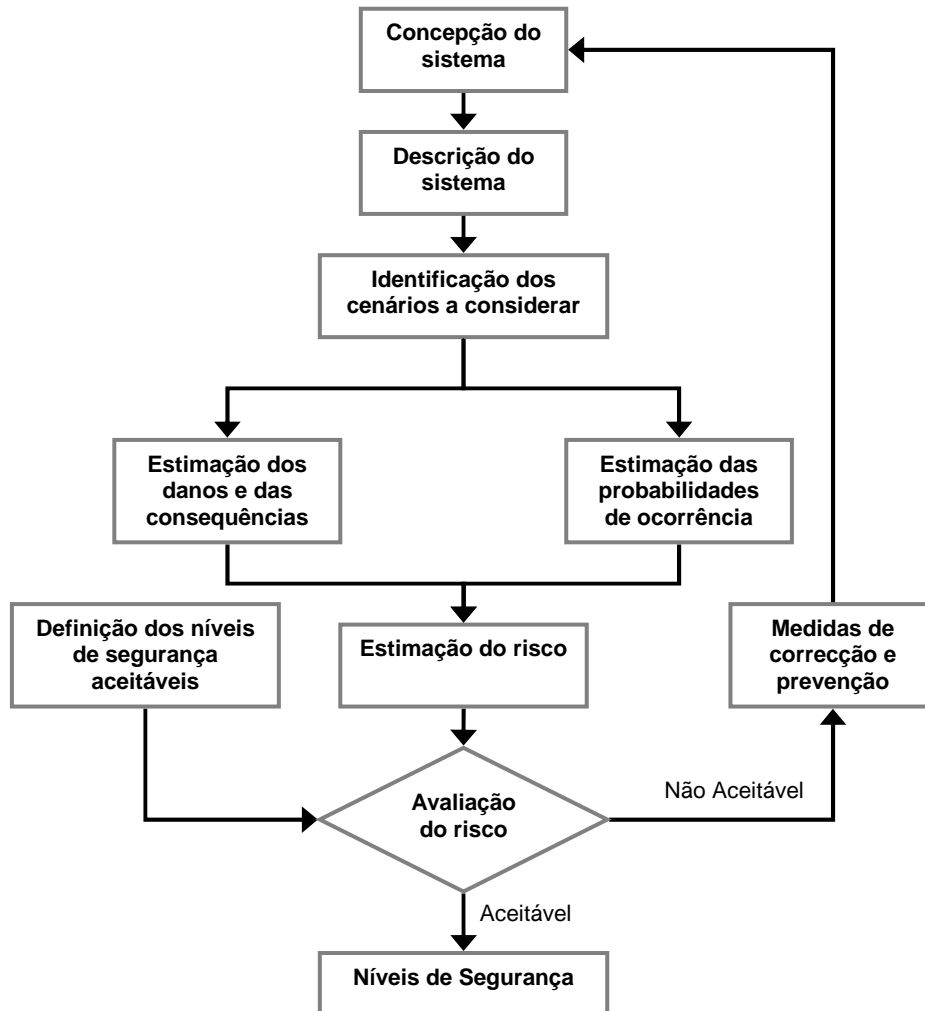 Concepção do
sistema
Descrição do
sistema
Identificação dos
cenários a considerar
Estimação dos
danos e das
consequências
Estimação das
probabilidades
de ocorrência
Definição dos níveis
de segurança
aceitáveis
Estimação do risco
Medidas de
correcção e
prevenção
Avaliação
do risco
Não Aceitável
Aceitável
Níveis de Segurança